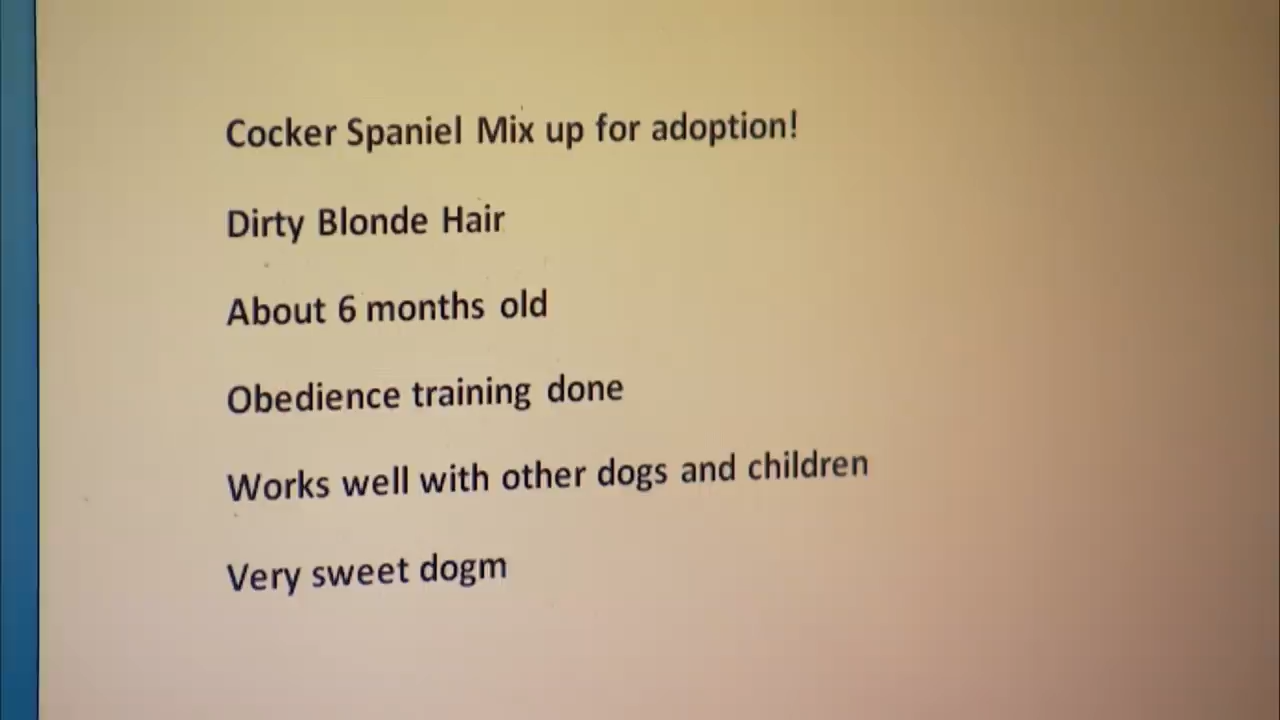 Cocker Spaniel Mix up for adoption!
Dirty Blonde Hair
About 6 months old
Obedience training done
Works well with other dogs and children
Very sweet dogm